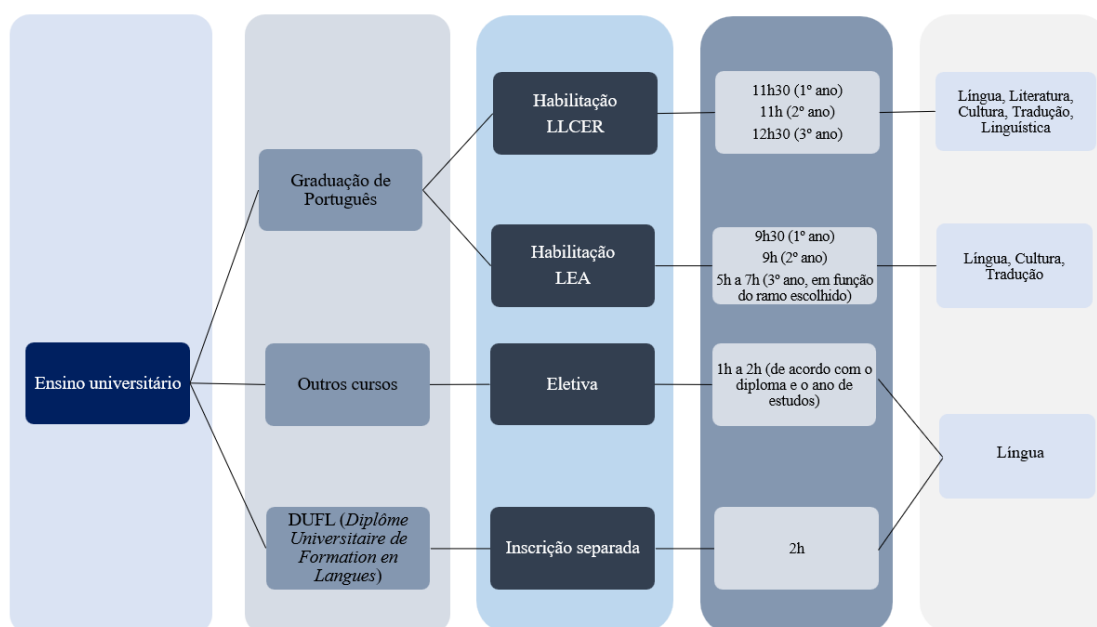 Ensino universitário
Graduação de
Português
Outros cursos
DUFL (Diplôme
Universitaire de
Formation en
Langues)
Habilitação
LLCER
Habilitação
LEA
Eletiva
Inscrição separada
11h30 (1º ano)
11h (2º ano)
12h30 (3º ano)
9h30 (1º ano)
9h (2º ano)
5h a 7h (3º ano, em função
do ramo escolhido)
1h a 2h (de acordo com o
diploma e o ano de
estudos)
2h
Língua, Literatura,
Cultura, Tradução,
Linguística
Língua, Cultura,
Tradução
Língua